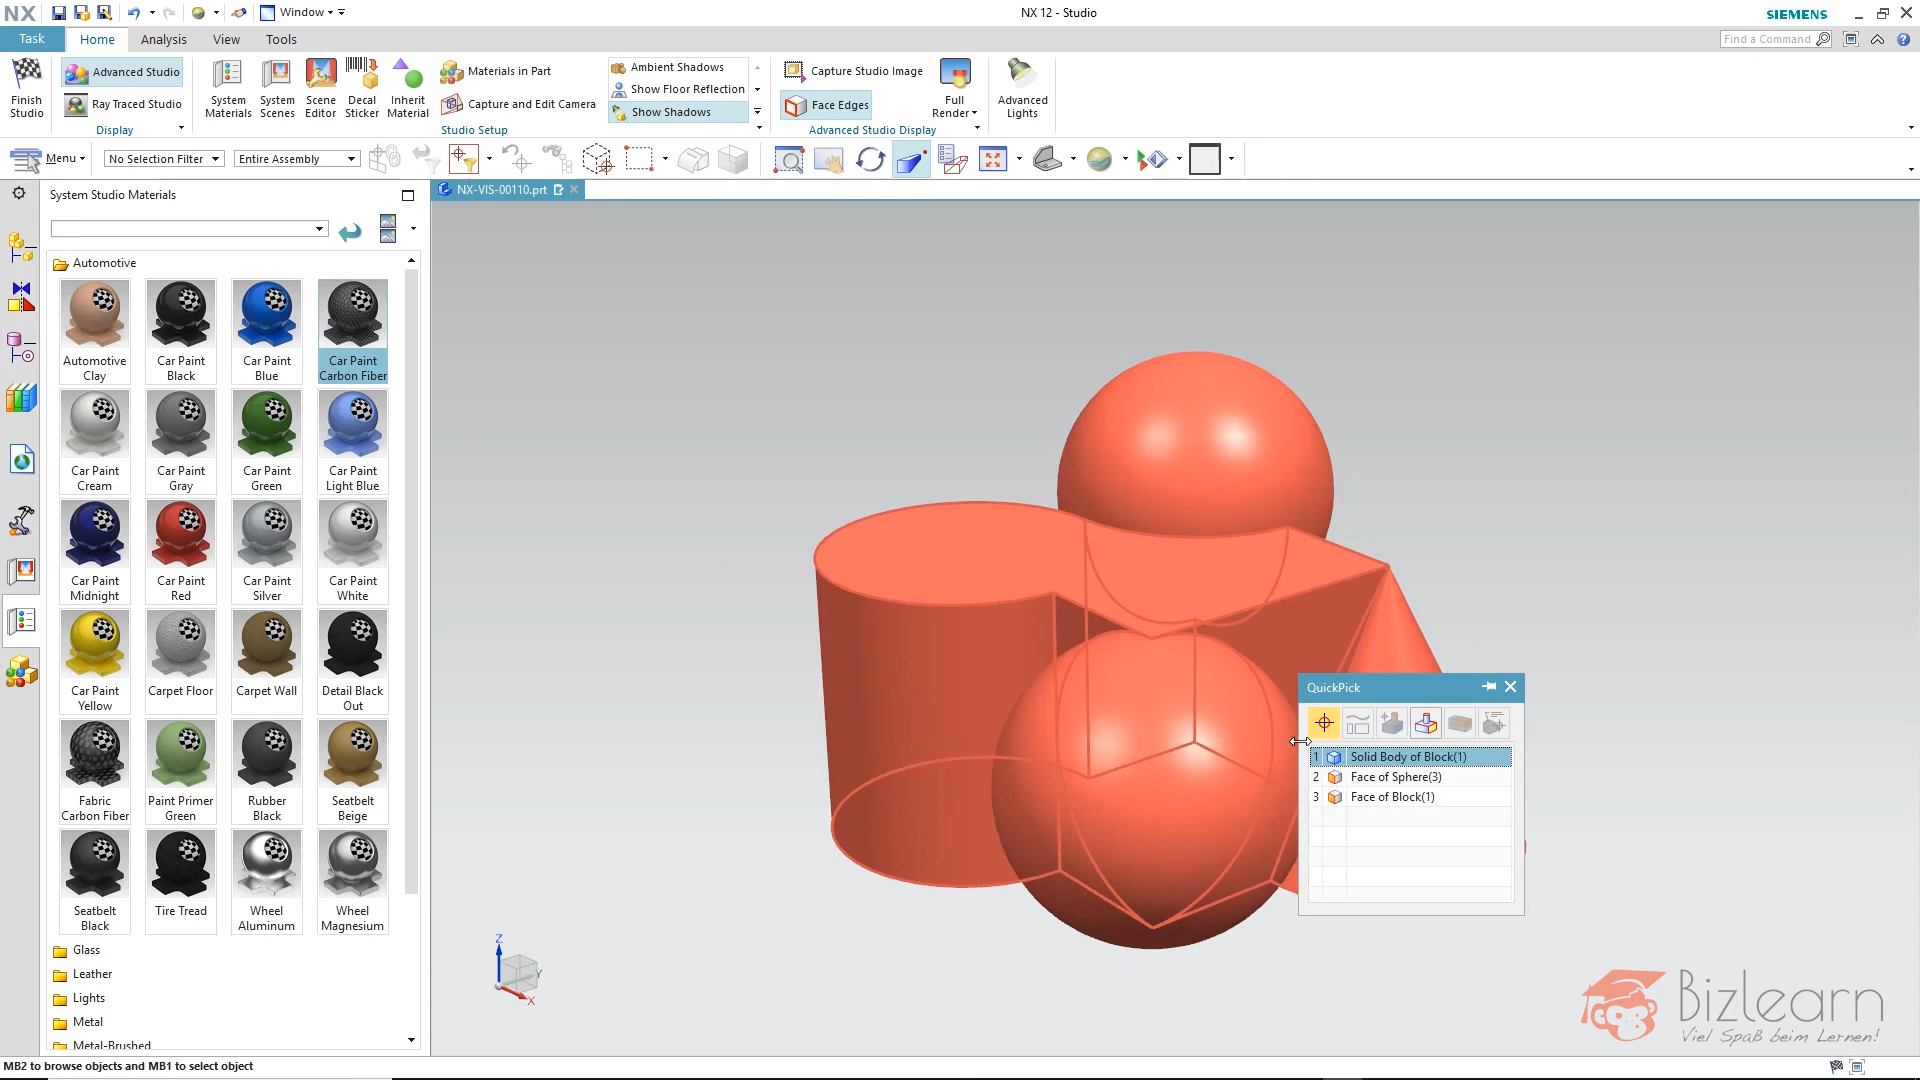 NX
Window
NX 12 - Studio
SIEMENS
Task
Home
Analysis
View
Tools
Find a Command
Finish
Studio
Advanced Studio
Ray Traced Studio
Display
System
Materials
System
Scenes
Scene
Editor
Decal
Sticker
Inherit
Material
Materials in Part
Capture and Edit Camera
Studio Setup
Ambient Shadows
Show Floor Reflection
Show Shadows
Capture Studio Image
Face Edges
Full
Render
Advanced Studio Display
Advanced
Lights
Menu
No Selection Filter
Entire Assembly
System Studio Materials
NX-VIS-00110.prt
Automotive
Automotive
Clay
Car Paint
Black
Car Paint
Blue
Car Paint
Carbon Fiber
Car Paint
Cream
Car Paint
Gray
Car Paint
Green
Car Paint
Light Blue
Car Paint
Midnight
Car Paint
Red
Car Paint
Silver
Car Paint
White
Car Paint
Yellow
Carpet Floor
Carpet Wall
Detail Black
Out
Fabric
Carbon Fiber
Paint Primer
Green
Rubber
Black
Seatbelt
Beige
Seatbelt
Black
Tire Tread
Wheel
Aluminum
Wheel
Magnesium
Glass
Leather
Lights
Metal
Metal-Brushed
QuickPick
1 Solid Body of Block(1)
2 Face of Sphere(3)
3 Face of Block(1)
Z
Y
X
Bizlearn
Viel Spaß beim Lernen!
MB2 to browse objects and MB1 to select object